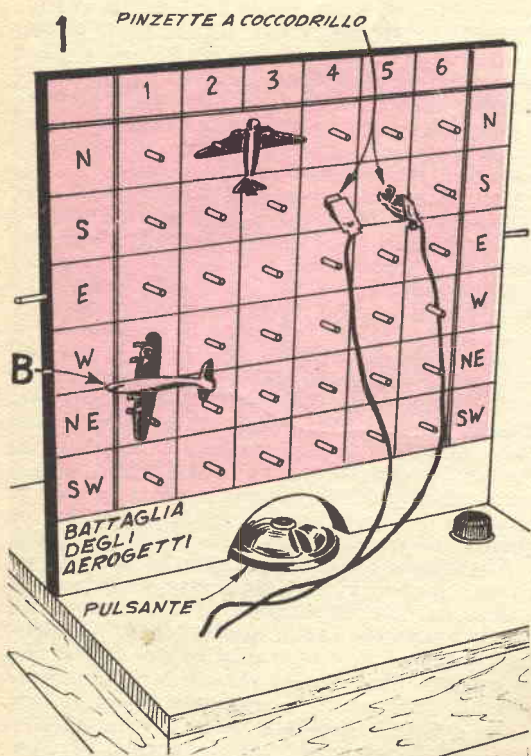 1
PINZETTE A COCCODRILLO
1 2 3 4 5 6
N N
S S
E E
W W
B
NE NE
SW SW
BATTAGLIA
DEGLI
AEROGETTI
PULSANTE